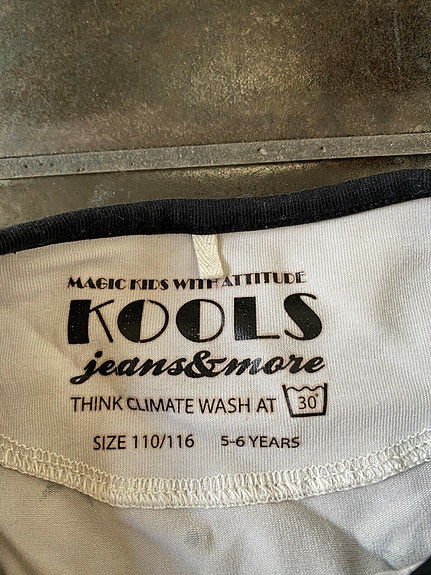 MAGIC KIDS WITH ATTITUDE
KOOLS
jeans&more
THINK CLIMATE WASH AT 30°
SIZE 110/116 5-6 YEARS